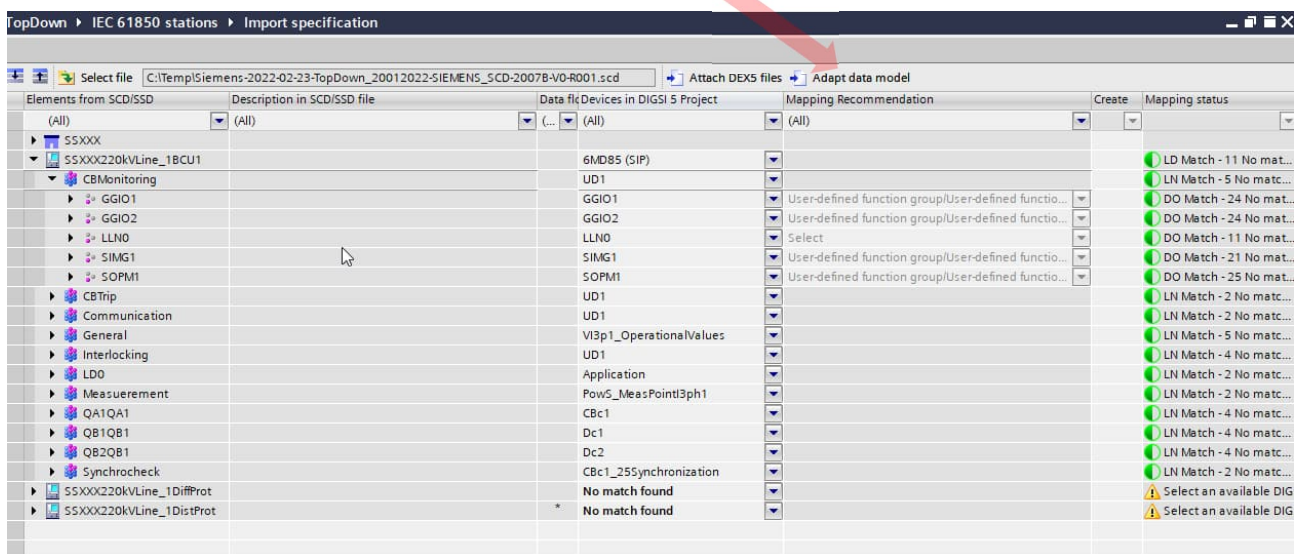 TopDown ▸ IEC 61850 stations ▸ Import specification
Select file C:\Temp\Siemens-2022-02-23-TopDown_20012022-SIEMENS_SCD-2007B-V0-R001.scd Attach DEX5 files Adapt data model
Elements from SCD/SSD Description in SCD/SSD file Data flo Devices in DIGSI 5 Project Mapping Recommendation Create Mapping status
(All) (All) (... (All) (All)
SSXXX
SSXXX220kVLine_1BCU1 6MD85 (SIP) LD Match - 11 No mat...
CBMonitoring UD1 LN Match - 5 No matc...
GGIO1 GGIO1 User-defined function group/User-defined functio... DO Match - 24 No mat...
GGIO2 GGIO2 User-defined function group/User-defined functio... DO Match - 24 No mat...
LLN0 LLN0 Select DO Match - 11 No mat...
SIMG1 SIMG1 User-defined function group/User-defined functio... DO Match - 21 No mat...
SOPM1 SOPM1 User-defined function group/User-defined functio... DO Match - 25 No mat...
CBTrip UD1 LN Match - 2 No matc...
Communication UD1 LN Match - 2 No matc...
General VI3p1_OperationalValues LN Match - 5 No matc...
Interlocking UD1 LN Match - 4 No matc...
LD0 Application LN Match - 2 No matc...
Measuerement PowS_MeasPointI3ph1 LN Match - 2 No matc...
QA1QA1 CBc1 LN Match - 4 No matc...
QB1QB1 Dc1 LN Match - 4 No matc...
QB2QB1 Dc2 LN Match - 4 No matc...
Synchrocheck CBc1_25Synchronization LN Match - 2 No matc...
SSXXX220kVLine_1DiffProt No match found Select an available DIG
SSXXX220kVLine_1DistProt * No match found Select an available DIG